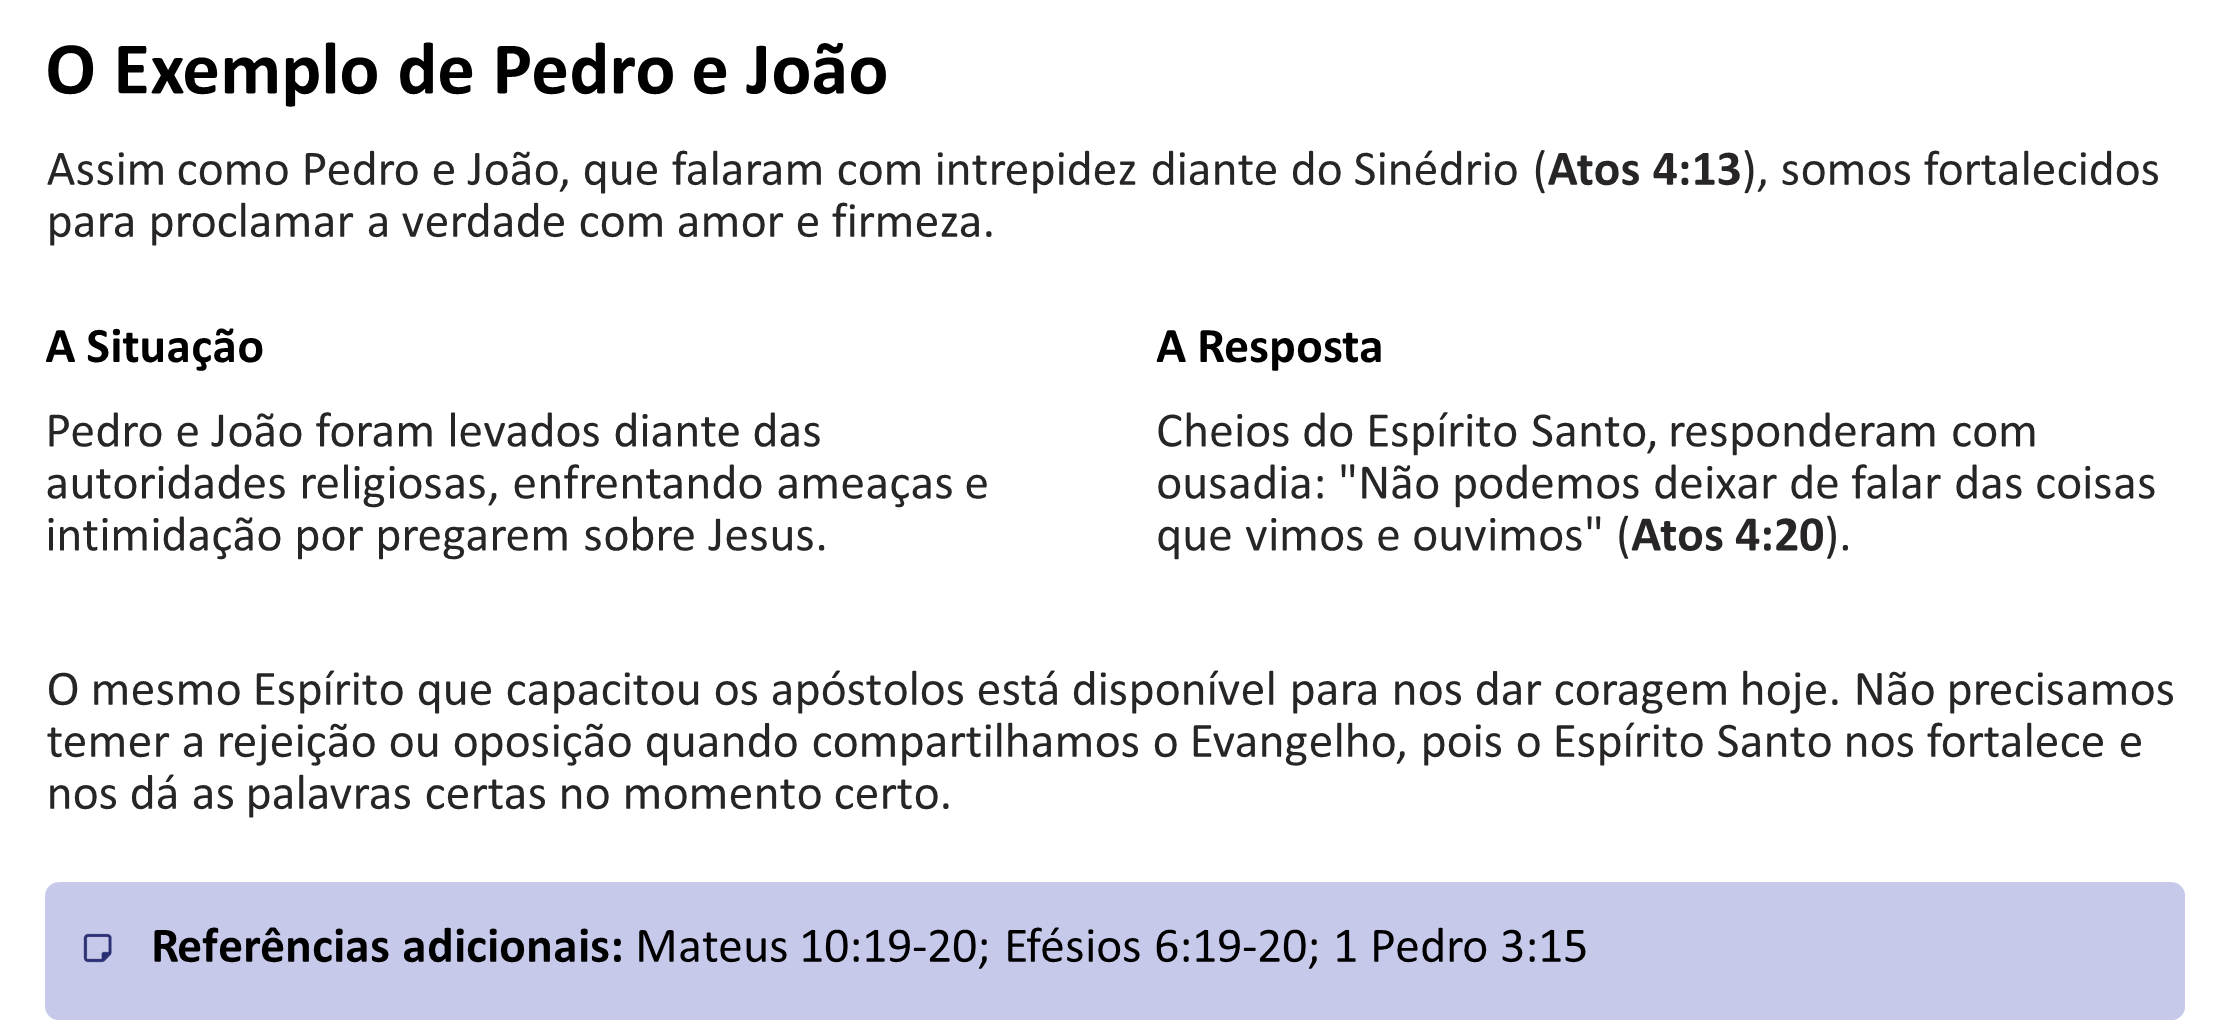 O Exemplo de Pedro e João
Assim como Pedro e João, que falaram com intrepidez diante do Sinédrio (Atos 4:13), somos fortalecidos
para proclamar a verdade com amor e firmeza.
A Situação
Pedro e João foram levados diante das
autoridades religiosas, enfrentando ameaças e
intimidação por pregarem sobre Jesus.
A Resposta
Cheios do Espírito Santo, responderam com
ousadia: "Não podemos deixar de falar das coisas
que vimos e ouvimos" (Atos 4:20).
O mesmo Espírito que capacitou os apóstolos está disponível para nos dar coragem hoje. Não precisamos
temer a rejeição ou oposição quando compartilhamos o Evangelho, pois o Espírito Santo nos fortalece e
nos dá as palavras certas no momento certo.
Referências adicionais: Mateus 10:19-20; Efésios 6:19-20; 1 Pedro 3:15